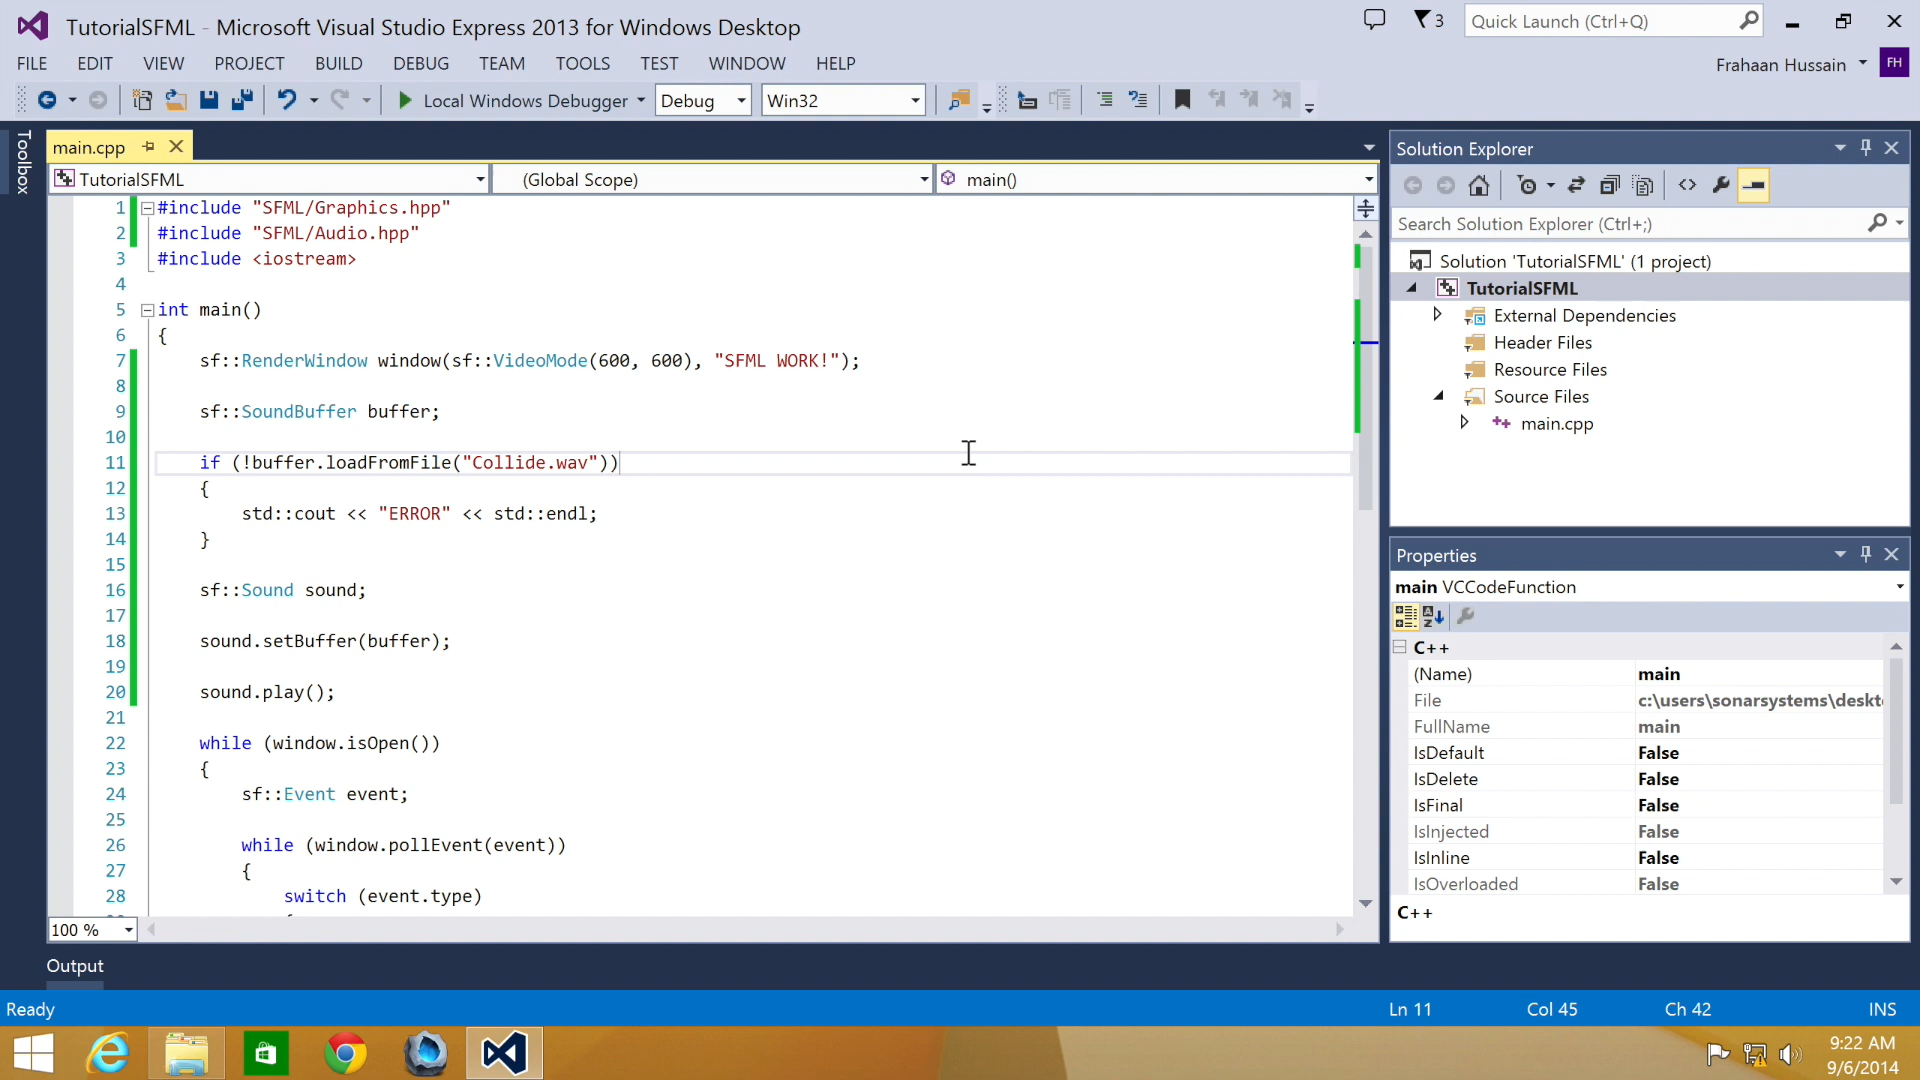 TutorialSFML - Microsoft Visual Studio Express 2013 for Windows Desktop
3
Quick Launch (Ctrl+Q)
FILE EDIT VIEW PROJECT BUILD DEBUG TEAM TOOLS TEST WINDOW HELP
Frahaan Hussain
FH
Local Windows Debugger
Debug
Win32
Toolbox
main.cpp
TutorialSFML
(Global Scope)
main()
1 #include "SFML/Graphics.hpp"
2 #include "SFML/Audio.hpp"
3 #include <iostream>
4
5 int main()
6 {
7 sf::RenderWindow window(sf::VideoMode(600, 600), "SFML WORK!");
8
9 sf::SoundBuffer buffer;
10
11 if (!buffer.loadFromFile("Collide.wav"))
12 {
13 std::cout << "ERROR" << std::endl;
14 }
15
16 sf::Sound sound;
17
18 sound.setBuffer(buffer);
19
20 sound.play();
21
22 while (window.isOpen())
23 {
24 sf::Event event;
25
26 while (window.pollEvent(event))
27 {
28 switch (event.type)
100 %
Solution Explorer
Search Solution Explorer (Ctrl+;)
Solution 'TutorialSFML' (1 project)
TutorialSFML
External Dependencies
Header Files
Resource Files
Source Files
main.cpp
Properties
main VCCodeFunction
C++
(Name) main
File c:\users\sonarsystems\deskt
FullName main
IsDefault False
IsDelete False
IsFinal False
IsInjected False
IsInline False
IsOverloaded False
C++
Output
Ready
Ln 11
Col 45
Ch 42
INS
9:22 AM
9/6/2014